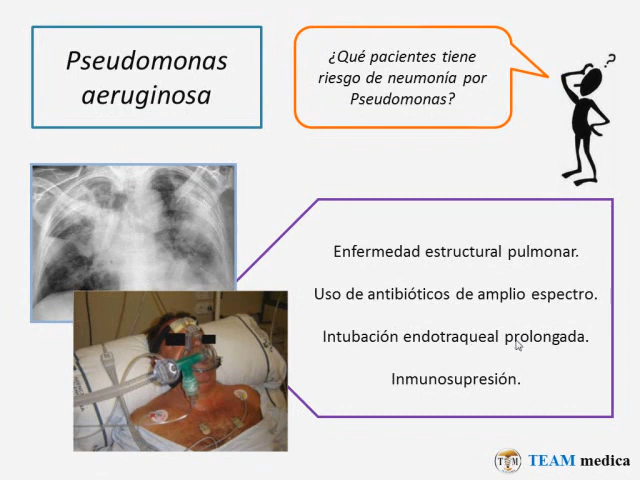 Pseudomonas
aeruginosa
¿Qué pacientes tiene
riesgo de neumonía por
Pseudomonas?
?
Enfermedad estructural pulmonar.
Uso de antibióticos de amplio espectro.
Intubación endotraqueal prolongada.
Inmunosupresión.
TEAM medica